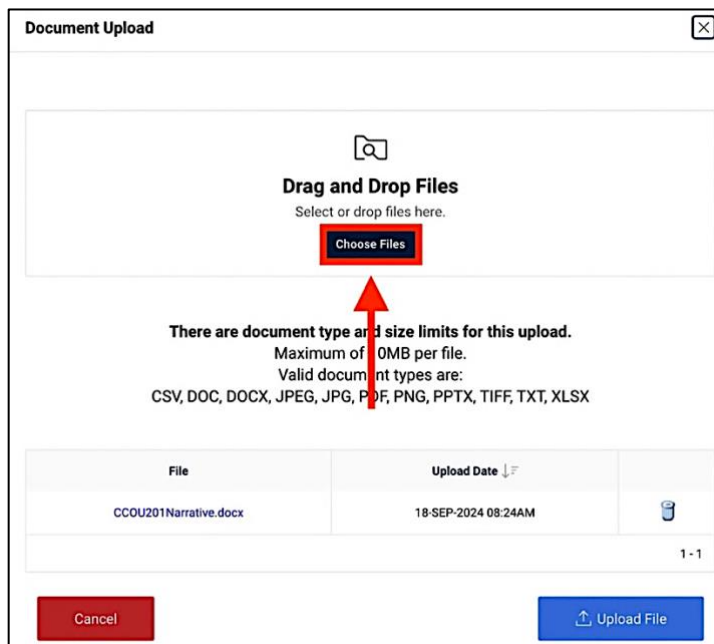 Document Upload
Drag and Drop Files
Select or drop files here.
Choose Files
There are document type and size limits for this upload.
Maximum of 0MB per file.
Valid document types are:
CSV, DOC, DOCX, JPEG, JPG, PDF, PNG, PPTX, TIFF, TXT, XLSX
File Upload Date
CCOU201Narrative.docx 18-SEP-2024 08:24AM
1 - 1
Cancel Upload File